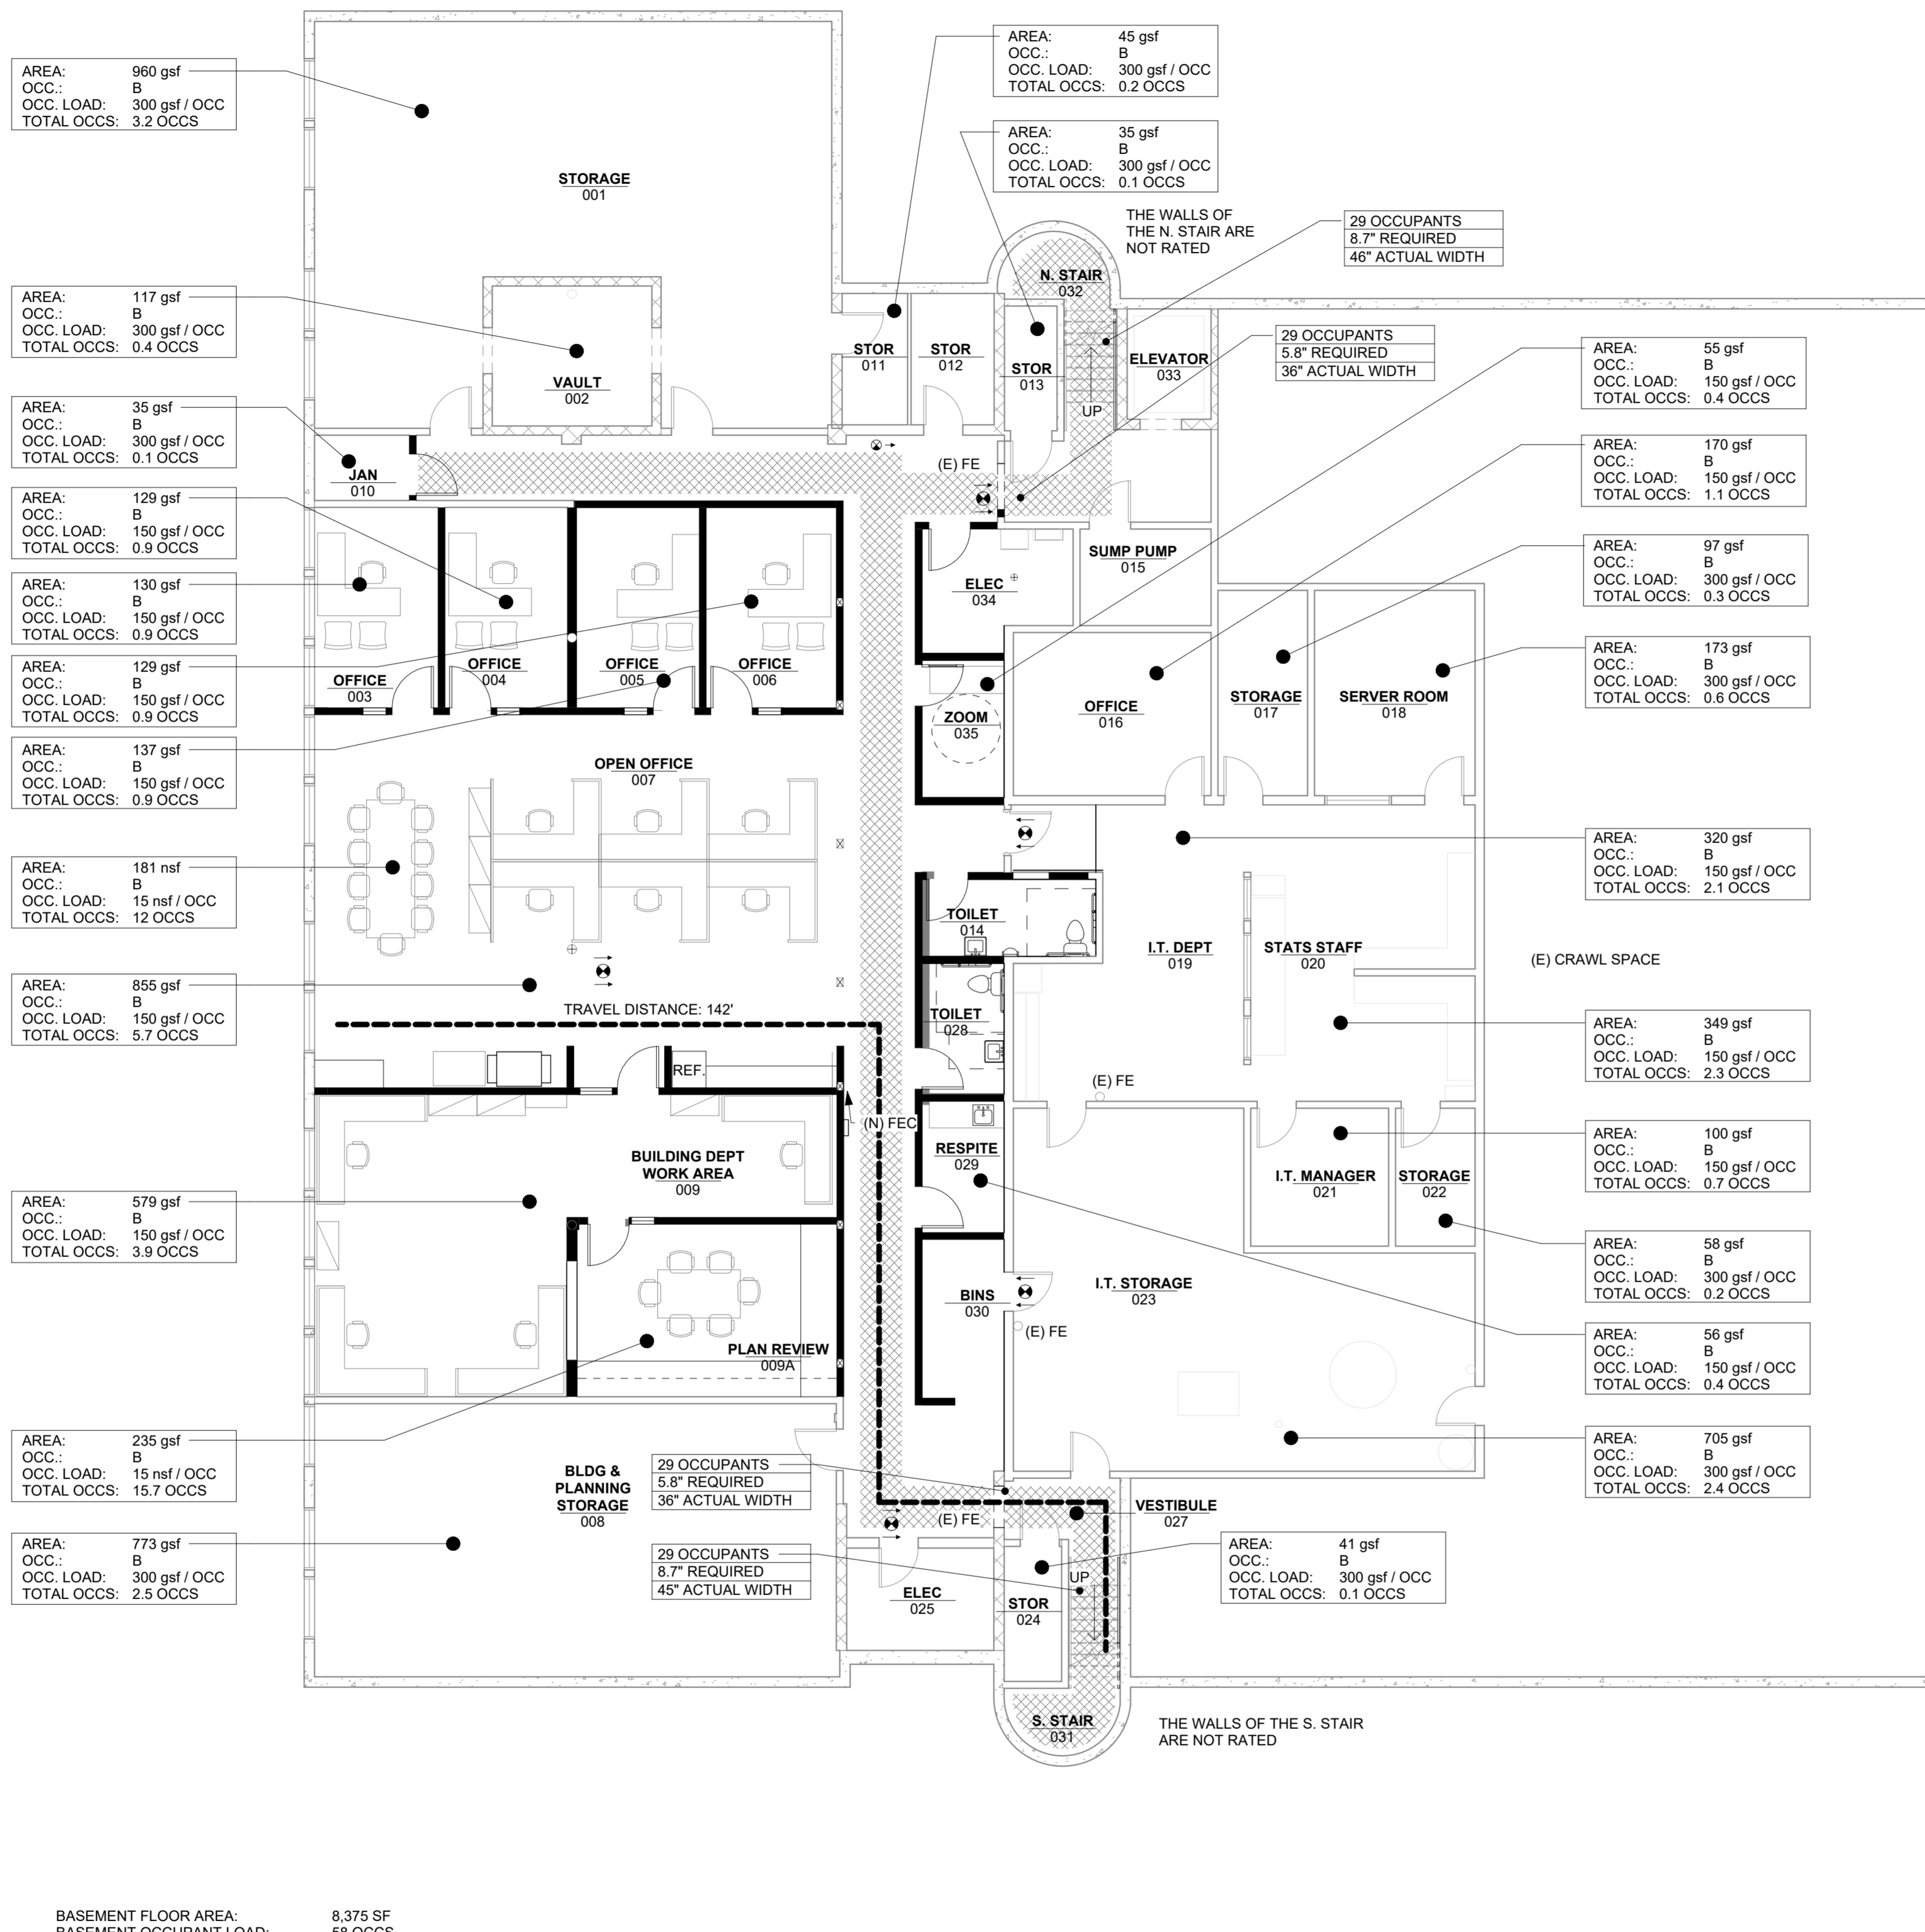 AREA: 960 gsf
OCC.: B
OCC. LOAD: 300 gsf / OCC
TOTAL OCCS: 3.2 OCCS
AREA: 117 gsf
OCC.: B
OCC. LOAD: 300 gsf / OCC
TOTAL OCCS: 0.4 OCCS
AREA: 35 gsf
OCC.: B
OCC. LOAD: 300 gsf / OCC
TOTAL OCCS: 0.1 OCCS
AREA: 129 gsf
OCC.: B
OCC. LOAD: 150 gsf / OCC
TOTAL OCCS: 0.9 OCCS
AREA: 130 gsf
OCC.: B
OCC. LOAD: 150 gsf / OCC
TOTAL OCCS: 0.9 OCCS
AREA: 129 gsf
OCC.: B
OCC. LOAD: 150 gsf / OCC
TOTAL OCCS: 0.9 OCCS
AREA: 137 gsf
OCC.: B
OCC. LOAD: 150 gsf / OCC
TOTAL OCCS: 0.9 OCCS
AREA: 181 nsf
OCC.: B
OCC. LOAD: 15 nsf / OCC
TOTAL OCCS: 12 OCCS
AREA: 855 gsf
OCC.: B
OCC. LOAD: 150 gsf / OCC
TOTAL OCCS: 5.7 OCCS
AREA: 579 gsf
OCC.: B
OCC. LOAD: 150 gsf / OCC
TOTAL OCCS: 3.9 OCCS
AREA: 235 gsf
OCC.: B
OCC. LOAD: 15 nsf / OCC
TOTAL OCCS: 15.7 OCCS
AREA: 773 gsf
OCC.: B
OCC. LOAD: 300 gsf / OCC
TOTAL OCCS: 2.5 OCCS
STORAGE
001
VAULT
002
JAN
010
OFFICE
003
OFFICE
004
OFFICE
005
OFFICE
006
OPEN OFFICE
007
TRAVEL DISTANCE: 142'
REF.
(N) FEC
BUILDING DEPT
WORK AREA
009
PLAN REVIEW
009A
BLDG &
PLANNING
STORAGE
008
29 OCCUPANTS
5.8" REQUIRED
36" ACTUAL WIDTH
29 OCCUPANTS
8.7" REQUIRED
45" ACTUAL WIDTH
AREA: 45 gsf
OCC.: B
OCC. LOAD: 300 gsf / OCC
TOTAL OCCS: 0.2 OCCS
AREA: 35 gsf
OCC.: B
OCC. LOAD: 300 gsf / OCC
TOTAL OCCS: 0.1 OCCS
THE WALLS OF
THE N. STAIR ARE
NOT RATED
29 OCCUPANTS
8.7" REQUIRED
46" ACTUAL WIDTH
29 OCCUPANTS
5.8" REQUIRED
36" ACTUAL WIDTH
N. STAIR
032
STOR
011
STOR
012
STOR
013
ELEVATOR
033
UP
(E) FE
ELEC
034
SUMP PUMP
015
ZOOM
035
OFFICE
016
STORAGE
017
SERVER ROOM
018
TOILET
014
I.T. DEPT
019
STATS STAFF
020
(E) CRAWL SPACE
TOILET
028
(E) FE
RESPITE
029
I.T. MANAGER
021
STORAGE
022
BINS
030
I.T. STORAGE
023
(E) FE
(E) FE
VESTIBULE
027
ELEC
025
STOR
024
UP
S. STAIR
031
THE WALLS OF THE S. STAIR
ARE NOT RATED
AREA: 41 gsf
OCC.: B
OCC. LOAD: 300 gsf / OCC
TOTAL OCCS: 0.1 OCCS
AREA: 55 gsf
OCC.: B
OCC. LOAD: 150 gsf / OCC
TOTAL OCCS: 0.4 OCCS
AREA: 170 gsf
OCC.: B
OCC. LOAD: 150 gsf / OCC
TOTAL OCCS: 1.1 OCCS
AREA: 97 gsf
OCC.: B
OCC. LOAD: 300 gsf / OCC
TOTAL OCCS: 0.3 OCCS
AREA: 173 gsf
OCC.: B
OCC. LOAD: 300 gsf / OCC
TOTAL OCCS: 0.6 OCCS
AREA: 320 gsf
OCC.: B
OCC. LOAD: 150 gsf / OCC
TOTAL OCCS: 2.1 OCCS
AREA: 349 gsf
OCC.: B
OCC. LOAD: 150 gsf / OCC
TOTAL OCCS: 2.3 OCCS
AREA: 100 gsf
OCC.: B
OCC. LOAD: 150 gsf / OCC
TOTAL OCCS: 0.7 OCCS
AREA: 58 gsf
OCC.: B
OCC. LOAD: 300 gsf / OCC
TOTAL OCCS: 0.2 OCCS
AREA: 56 gsf
OCC.: B
OCC. LOAD: 150 gsf / OCC
TOTAL OCCS: 0.4 OCCS
AREA: 705 gsf
OCC.: B
OCC. LOAD: 300 gsf / OCC
TOTAL OCCS: 2.4 OCCS
BASEMENT FLOOR AREA: 8,375 SF
BASEMENT OCCUPANT LOAD: 58 OCCS